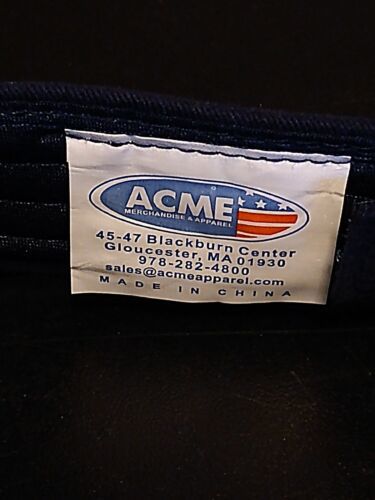 ACME
MERCHANDISE & APPAREL
45-47 Blackburn Center
Gloucester, MA 01930
978-282-4800
sales@acmeapparel.com
MADE IN CHINA